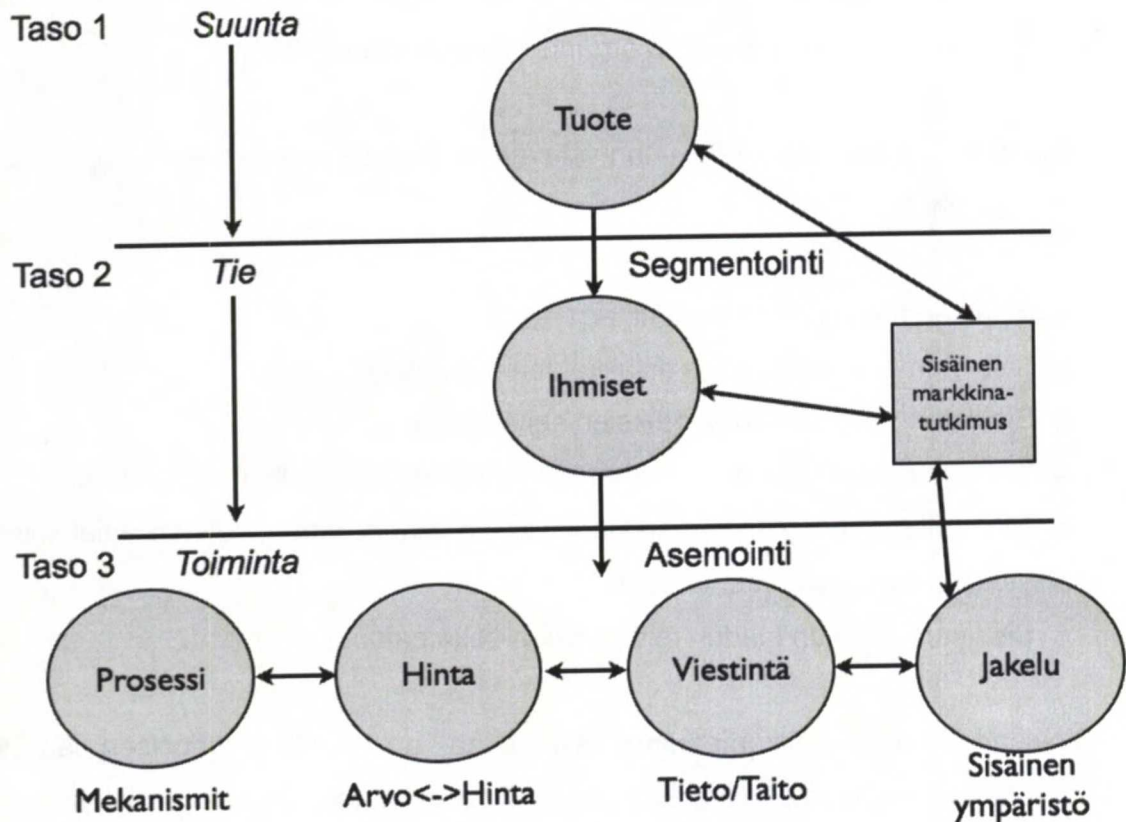 Taso 1
Suunta
Tuote
Taso 2
Tie
Segmentointi
Ihmiset
Sisäinen
markkina-
tutkimus
Taso 3
Toiminta
Asemointi
Prosessi
Hinta
Viestintä
Jakelu
Mekanismit
Arvo<->Hinta
Tieto/Taito
Sisäinen
ympäristö